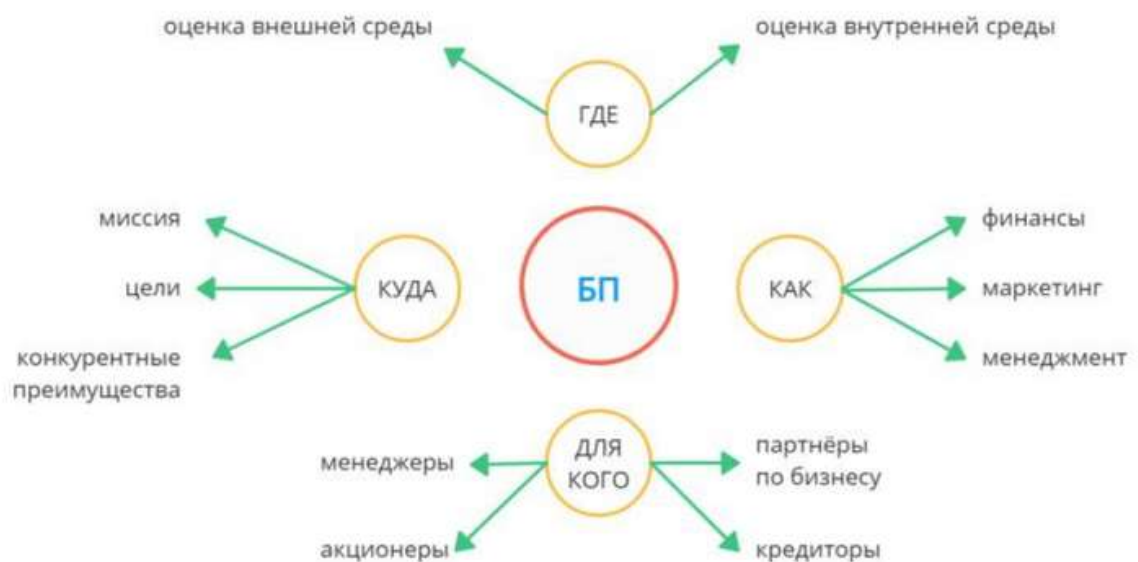 оценка внешней среды
оценка внутренней среды
ГДЕ
миссия
цели
конкурентные
преимущества
КУДА
БП
КАК
финансы
маркетинг
менеджмент
менеджеры
акционеры
ДЛЯ
КОГО
партнёры
по бизнесу
кредиторы